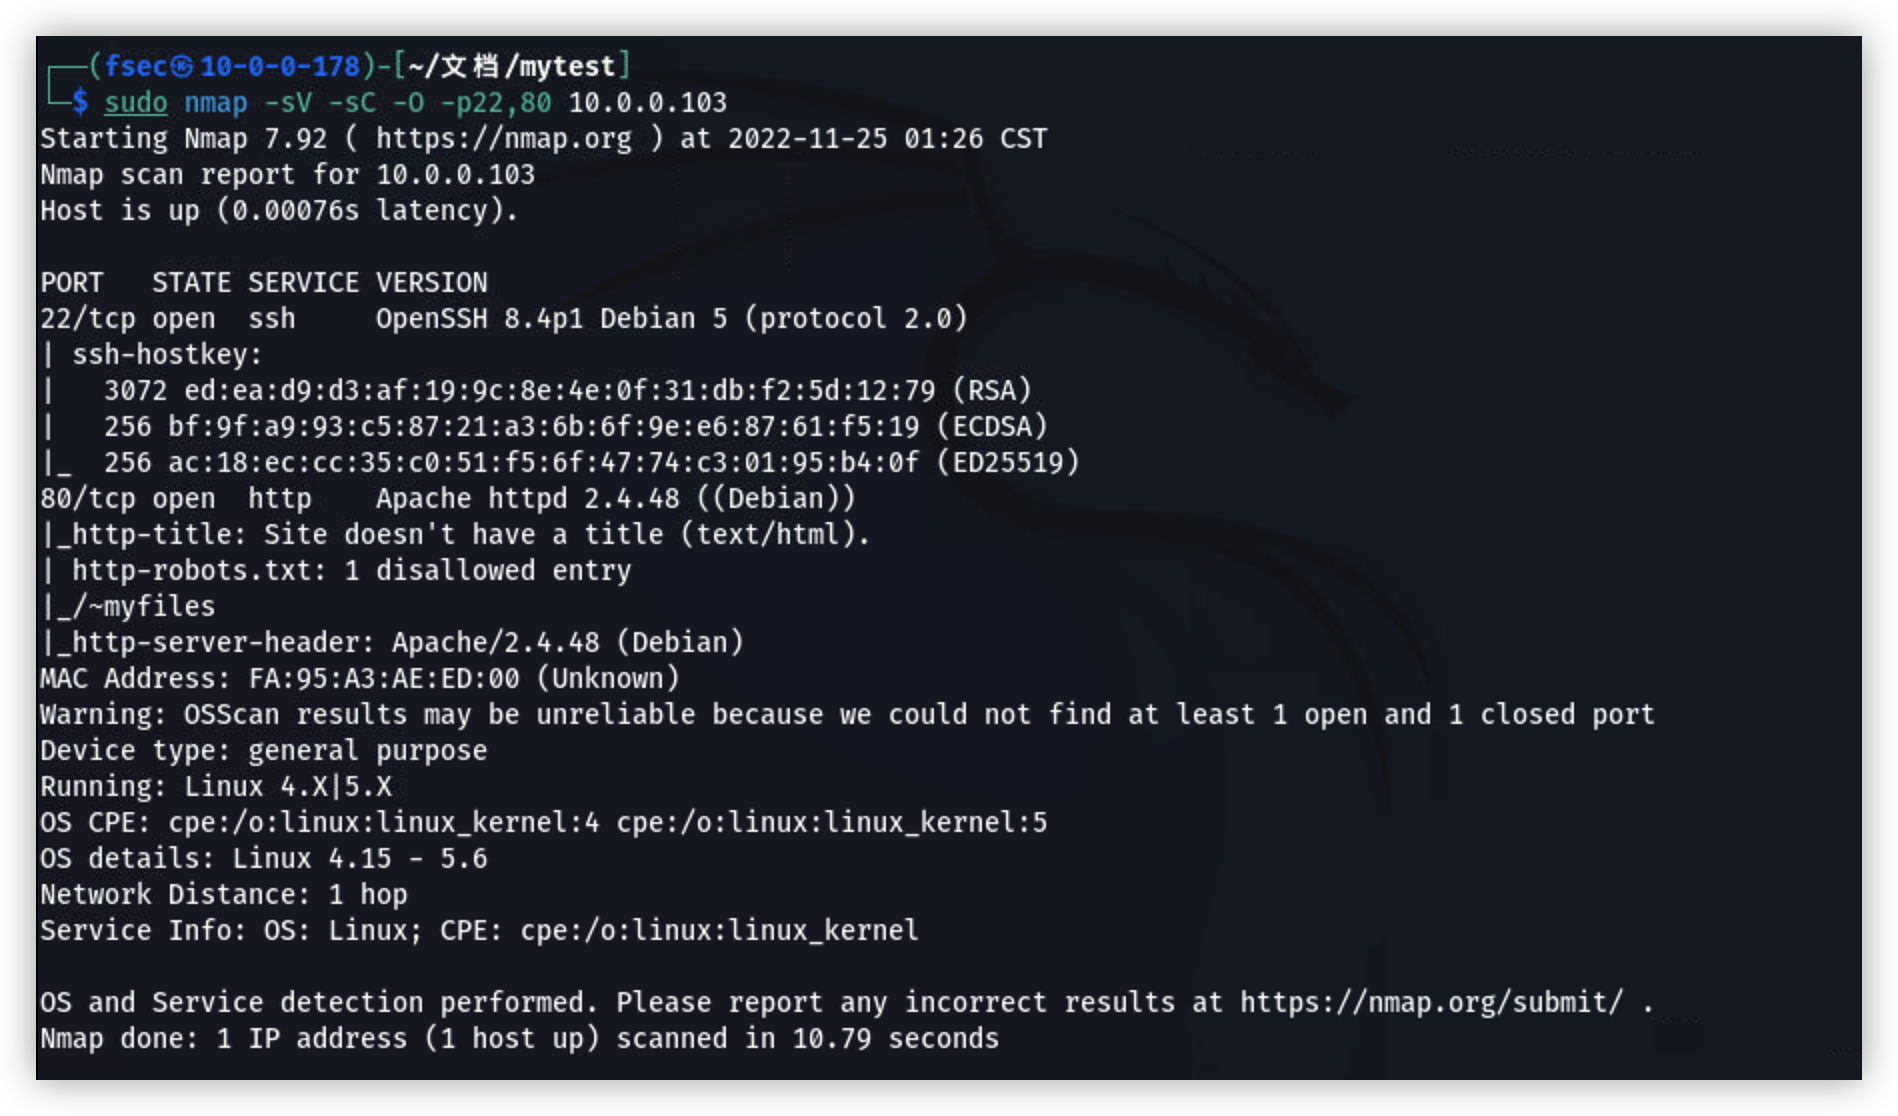 ┌──(fsec㉿10-0-0-178)-[~/文档/mytest]
└─$ sudo nmap -sV -sC -O -p22,80 10.0.0.103
Starting Nmap 7.92 ( https://nmap.org ) at 2022-11-25 01:26 CST
Nmap scan report for 10.0.0.103
Host is up (0.00076s latency).

PORT   STATE SERVICE VERSION
22/tcp open  ssh     OpenSSH 8.4p1 Debian 5 (protocol 2.0)
| ssh-hostkey:
|   3072 ed:ea:d9:d3:af:19:9c:8e:4e:0f:31:db:f2:5d:12:79 (RSA)
|   256 bf:9f:a9:93:c5:87:21:a3:6b:6f:9e:e6:87:61:f5:19 (ECDSA)
|_  256 ac:18:ec:cc:35:c0:51:f5:6f:47:74:c3:01:95:b4:0f (ED25519)
80/tcp open  http    Apache httpd 2.4.48 ((Debian))
|_http-title: Site doesn't have a title (text/html).
| http-robots.txt: 1 disallowed entry
|_/~myfiles
|_http-server-header: Apache/2.4.48 (Debian)
MAC Address: FA:95:A3:AE:ED:00 (Unknown)
Warning: OSScan results may be unreliable because we could not find at least 1 open and 1 closed port
Device type: general purpose
Running: Linux 4.X|5.X
OS CPE: cpe:/o:linux:linux_kernel:4 cpe:/o:linux:linux_kernel:5
OS details: Linux 4.15 - 5.6
Network Distance: 1 hop
Service Info: OS: Linux; CPE: cpe:/o:linux:linux_kernel

OS and Service detection performed. Please report any incorrect results at https://nmap.org/submit/ .
Nmap done: 1 IP address (1 host up) scanned in 10.79 seconds